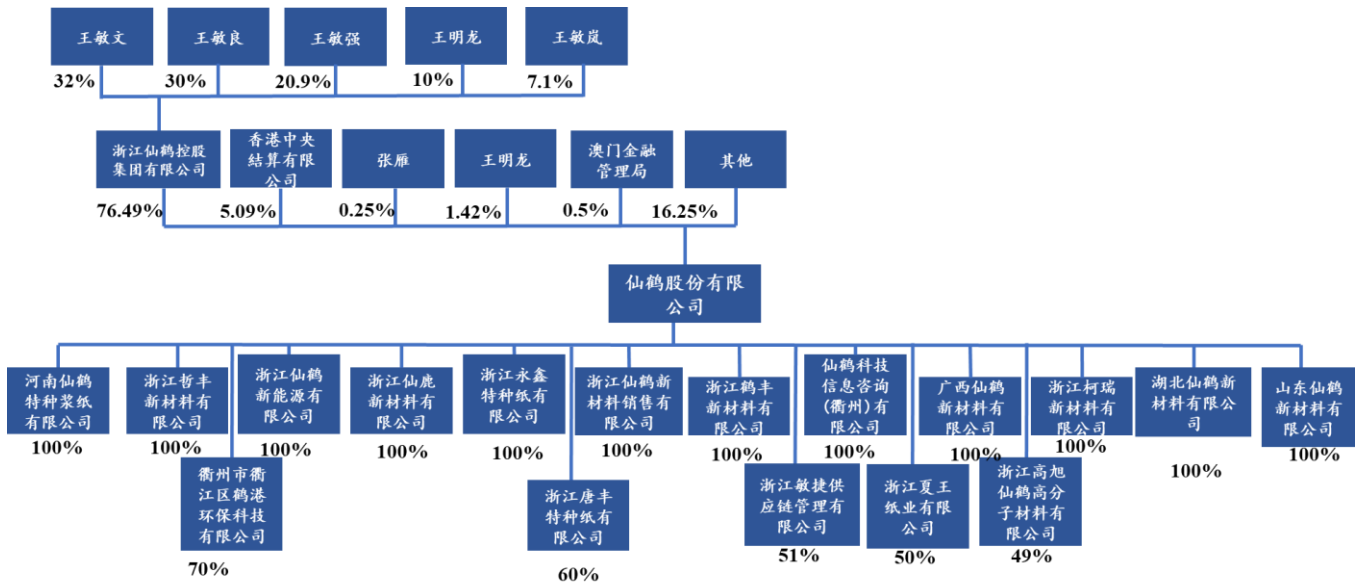 王敏文
王敏良
王敏强
王明龙
王敏岚
32%
30%
20.9%
10%
7.1%
浙江仙鹤控股
集团有限公司
香港中央
结算有限
公司
张雁
王明龙
澳门金融
管理局
其他
76.49%
5.09%
0.25%
1.42%
0.5%
16.25%
仙鹤股份有限
公司
河南仙鹤
特种浆纸
有限公司
100%
浙江哲丰
新材料有
限公司
100%
浙江仙鹤
新能源有
限公司
100%
浙江仙鹿
新材料有
限公司
100%
浙江永鑫
特种纸有
限公司
100%
浙江仙鹤新
材料销售有
限公司
100%
浙江鹤丰
新材料有
限公司
100%
仙鹤科技
信息咨询
(衢州)有
限公司
100%
广西仙鹤
新材料有
限公司
100%
浙江柯瑞
新材料有
限公司
100%
湖北仙鹤新
材料有限公
司
100%
山东仙鹤
新材料有
限公司
100%
衢州市衢
江区鹤港
环保科技
有限公司
70%
浙江唐丰
特种纸有
限公司
60%
浙江敏捷供
应链管理有
限公司
51%
浙江夏王
纸业有限
公司
50%
浙江高旭
仙鹤高分
子材料有
限公司
49%